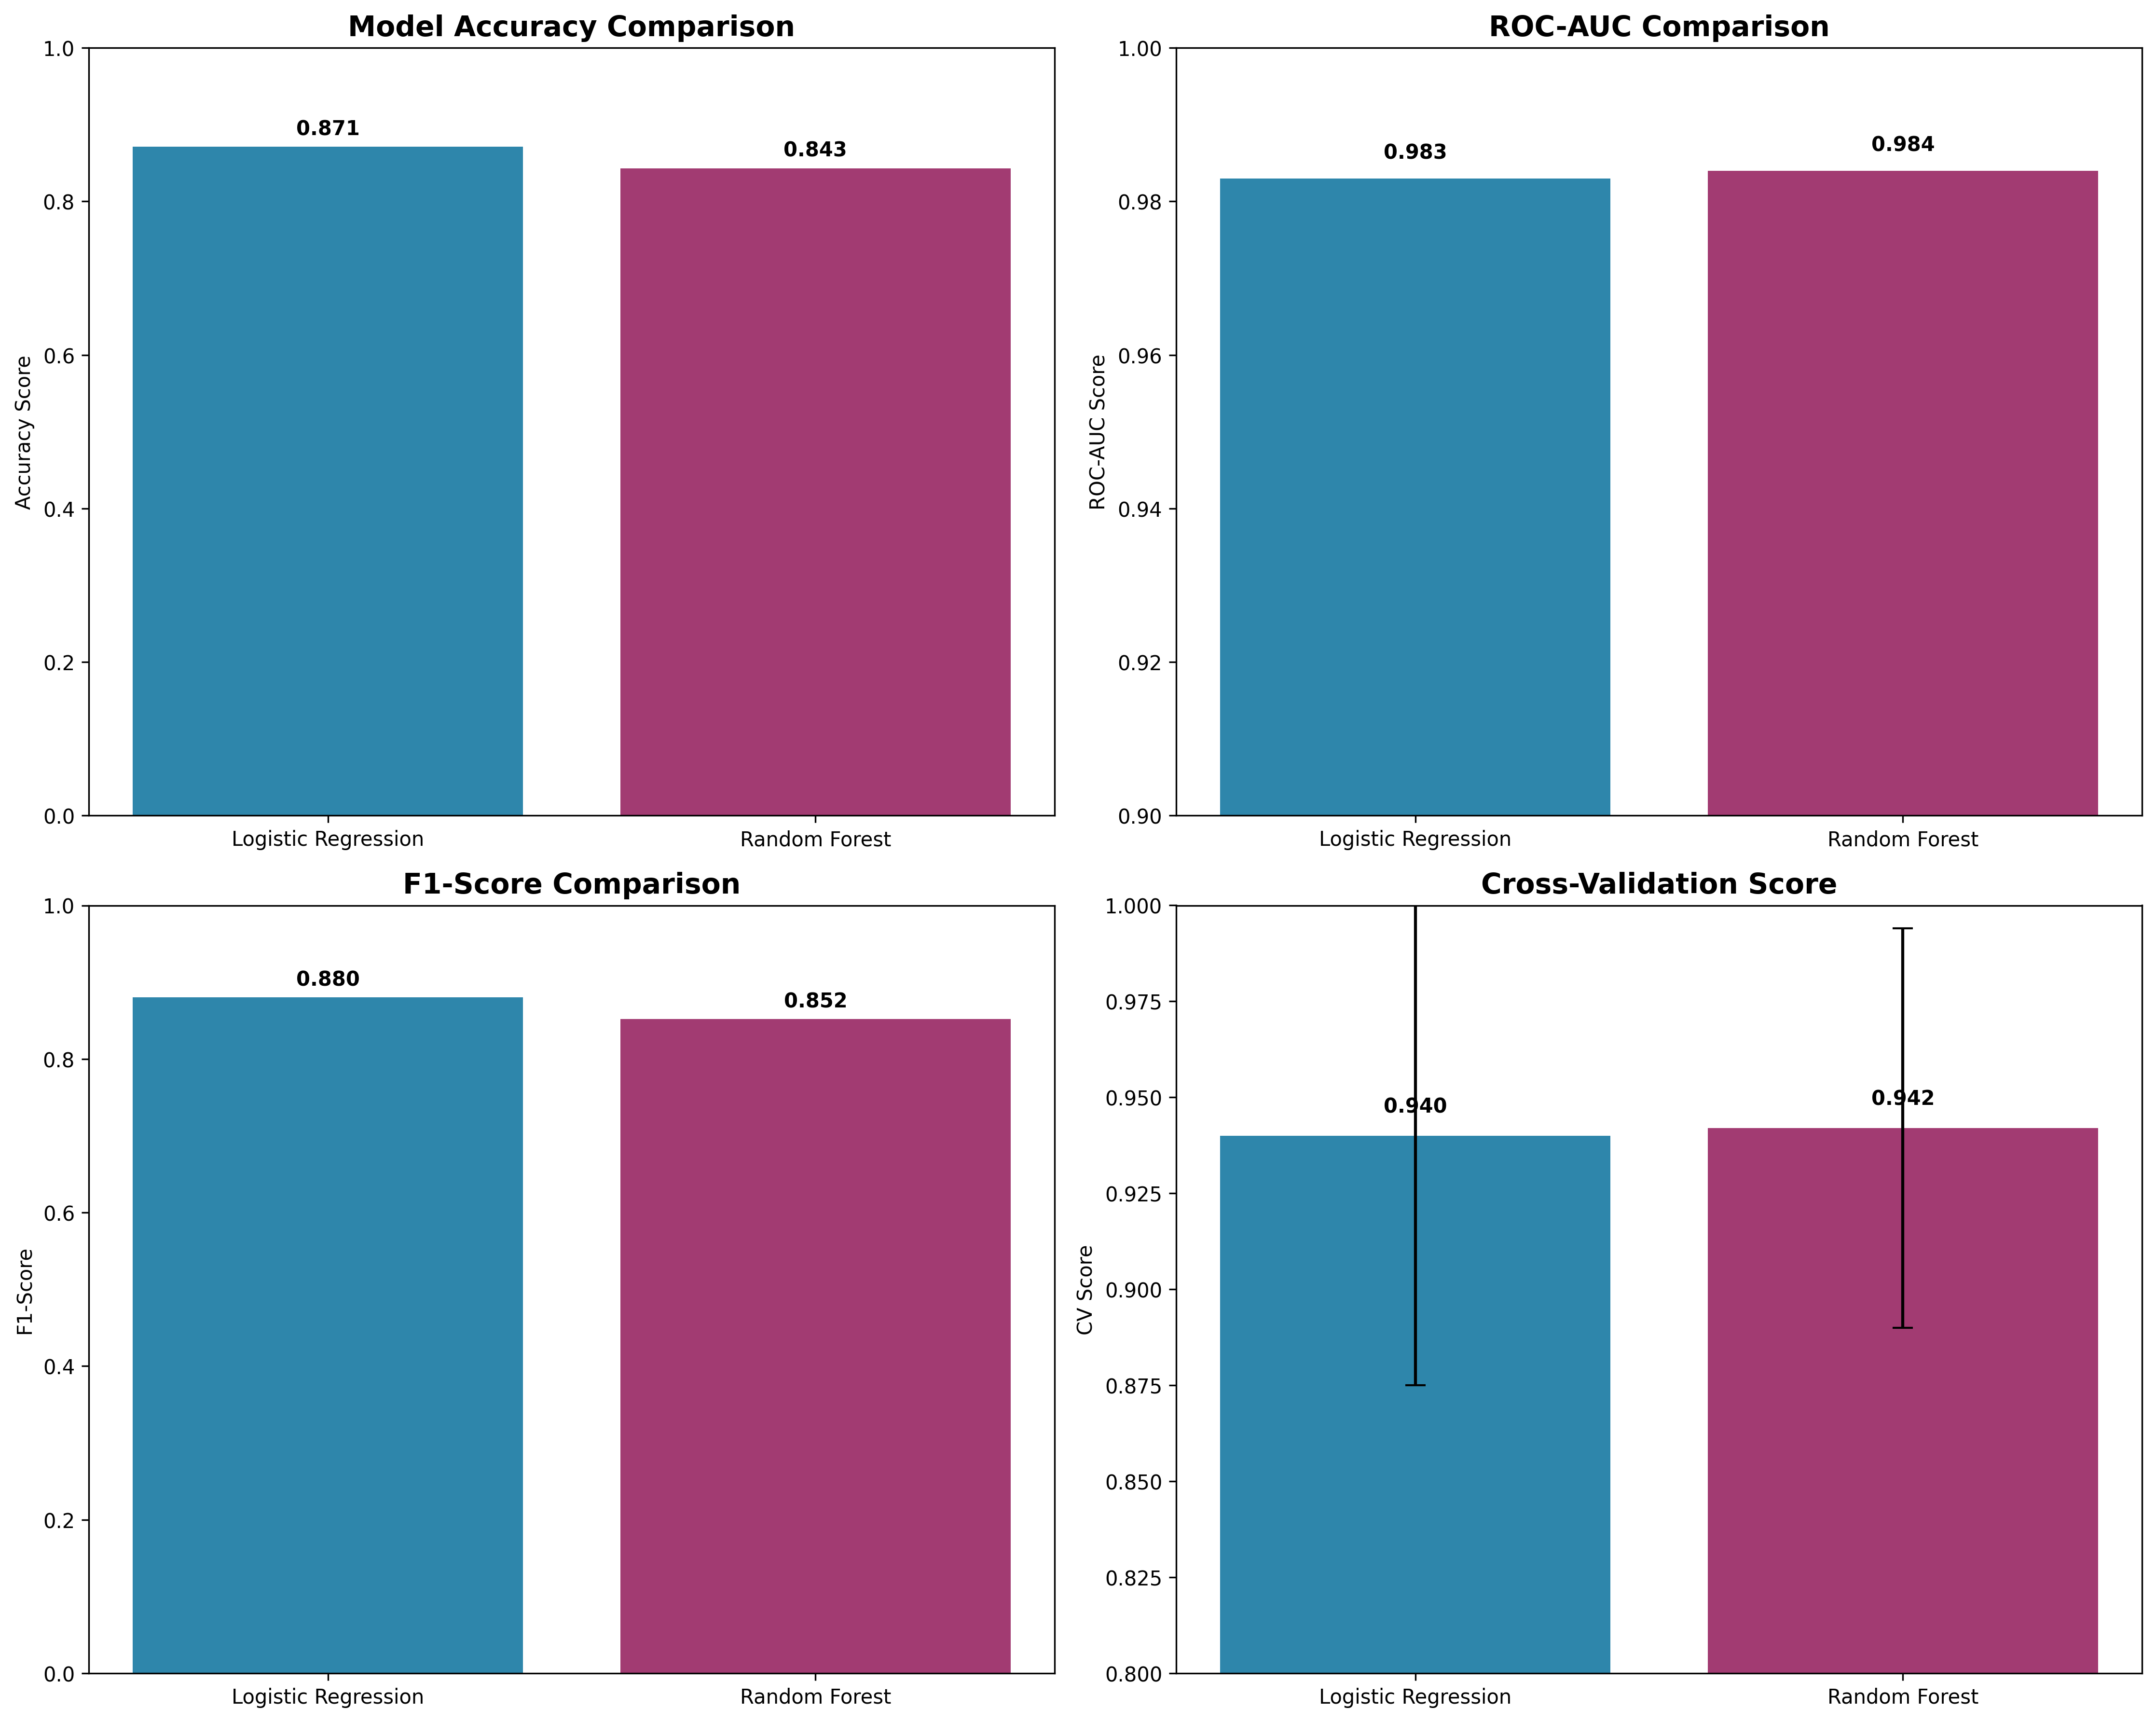 Model Accuracy Comparison
Accuracy Score
1.0
0.8
0.6
0.4
0.2
0.0
0.871
0.843
Logistic Regression
Random Forest
ROC-AUC Comparison
ROC-AUC Score
1.00
0.98
0.96
0.94
0.92
0.90
0.983
0.984
Logistic Regression
Random Forest
F1-Score Comparison
F1-Score
1.0
0.8
0.6
0.4
0.2
0.0
0.880
0.852
Logistic Regression
Random Forest
Cross-Validation Score
CV Score
1.000
0.975
0.950
0.925
0.900
0.875
0.850
0.825
0.800
0.940
0.942
Logistic Regression
Random Forest